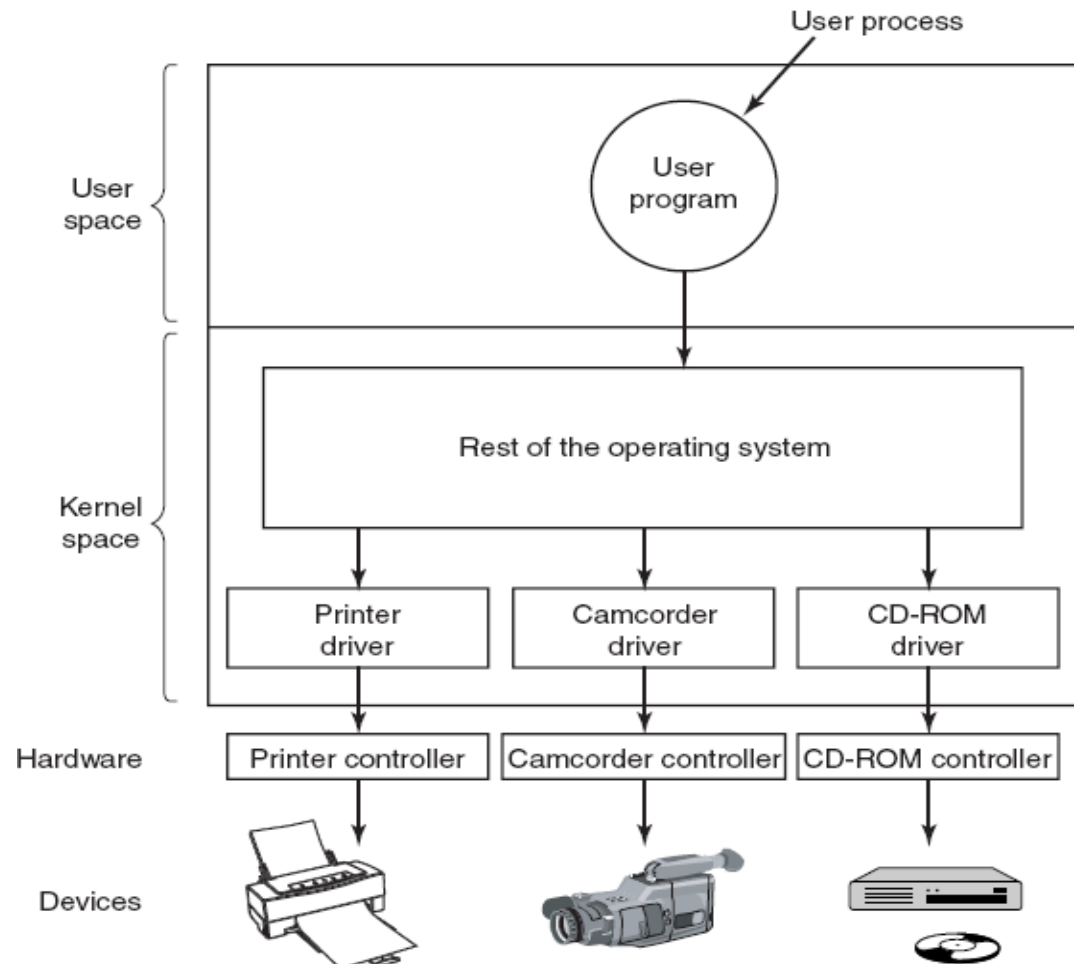 User process
User
program
User
space
Rest of the operating system
Kernel
space
Printer
driver
Camcorder
driver
CD-ROM
driver
Hardware
Printer controller
Camcorder controller
CD-ROM controller
Devices